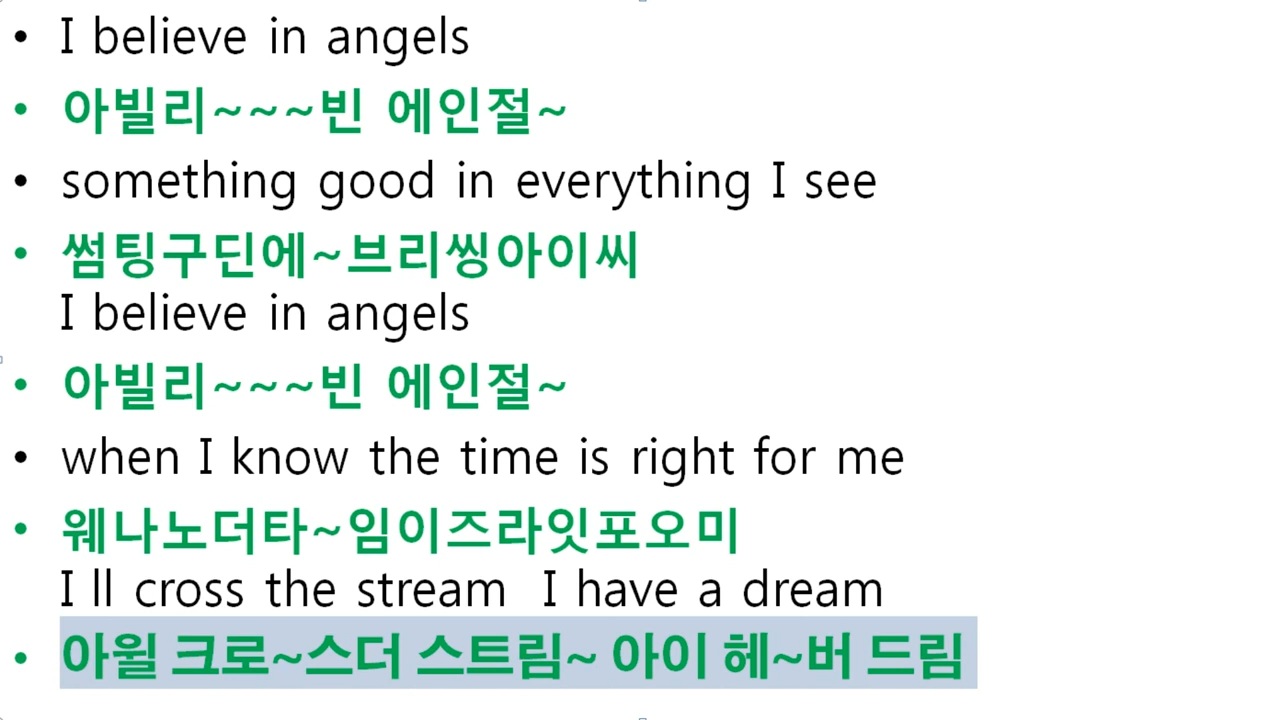 • I believe in angels
• 아빌리~~~빈 에인절~
• something good in everything I see
• 썸팅구딘에~브리씽아이씨
I believe in angels
• 아빌리~~~빈 에인절~
• when I know the time is right for me
• 웨나노더타~임이즈라잇포오미
I ll cross the stream  I have a dream
• 아윌 크로~스더 스트림~ 아이 헤~버 드림